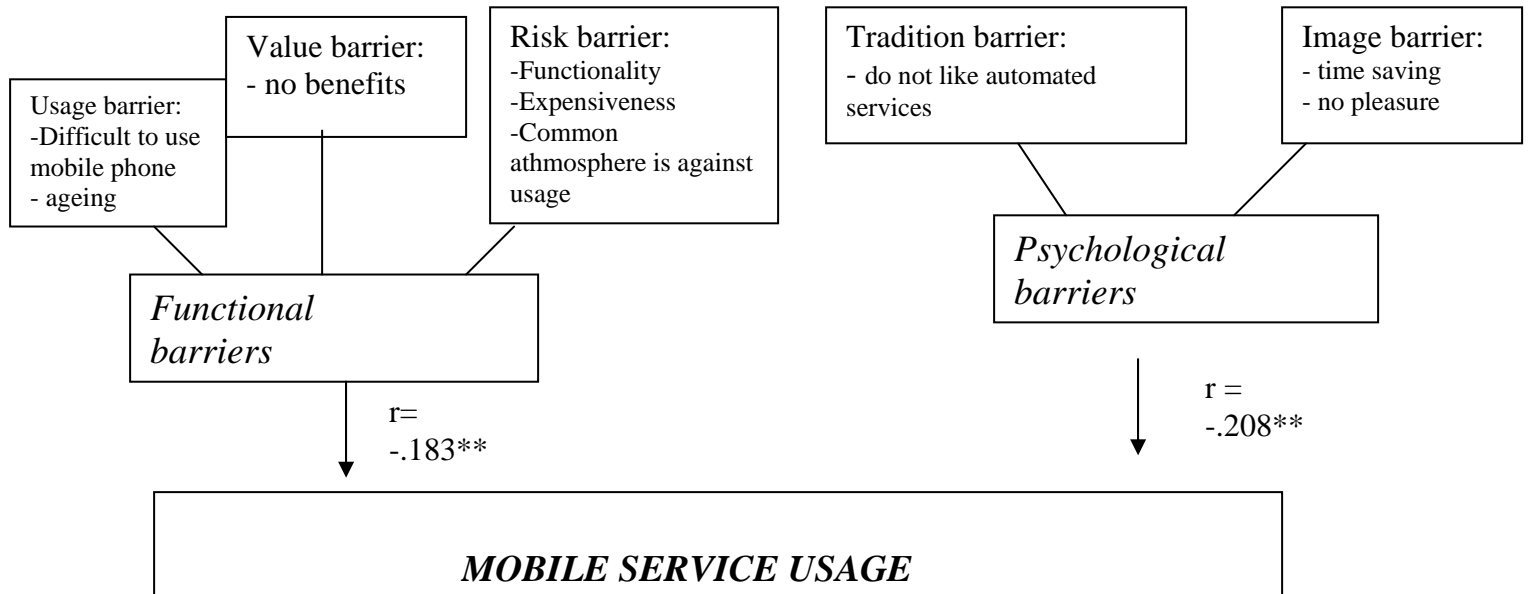 Usage barrier:
-Difficult to use
mobile phone
- ageing
Value barrier:
- no benefits
Risk barrier:
-Functionality
-Expensiveness
-Common
athmosphere is against
usage
Tradition barrier:
- do not like automated
services
Image barrier:
- time saving
- no pleasure
Functional
barriers
Psychological
barriers
r=
-.183**
r =
-.208**
MOBILE SERVICE USAGE